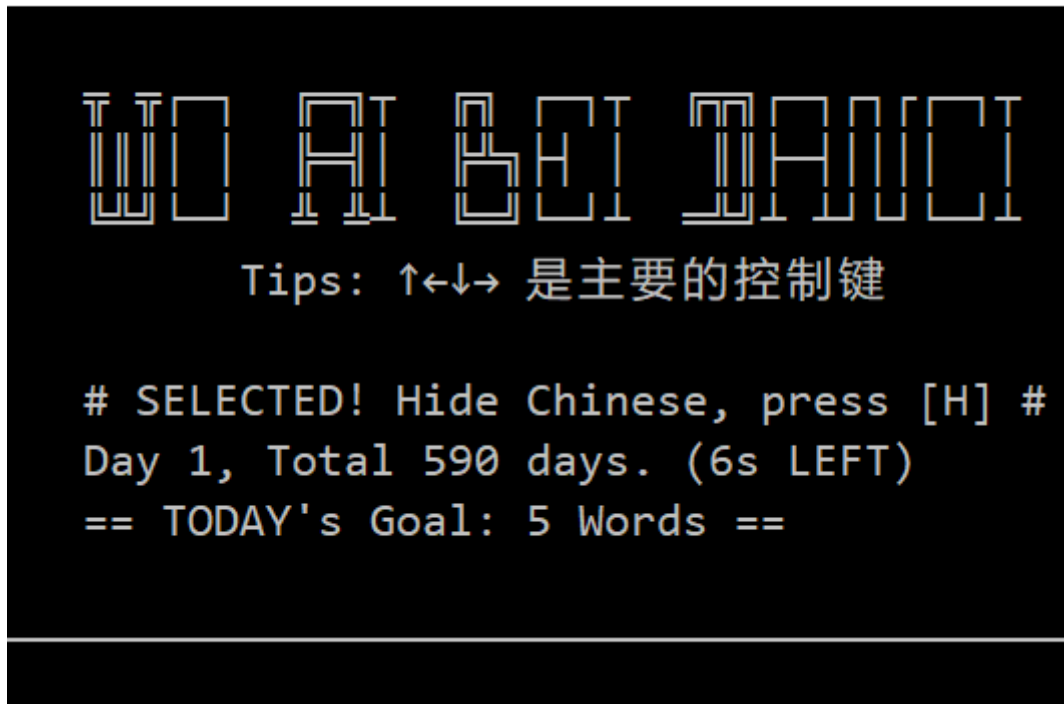 WO AI BEI DANCI
Tips: ↑←↓→ 是主要的控制键
# SELECTED! Hide Chinese, press [H] #
Day 1, Total 590 days. (6s LEFT)
== TODAY's Goal: 5 Words ==